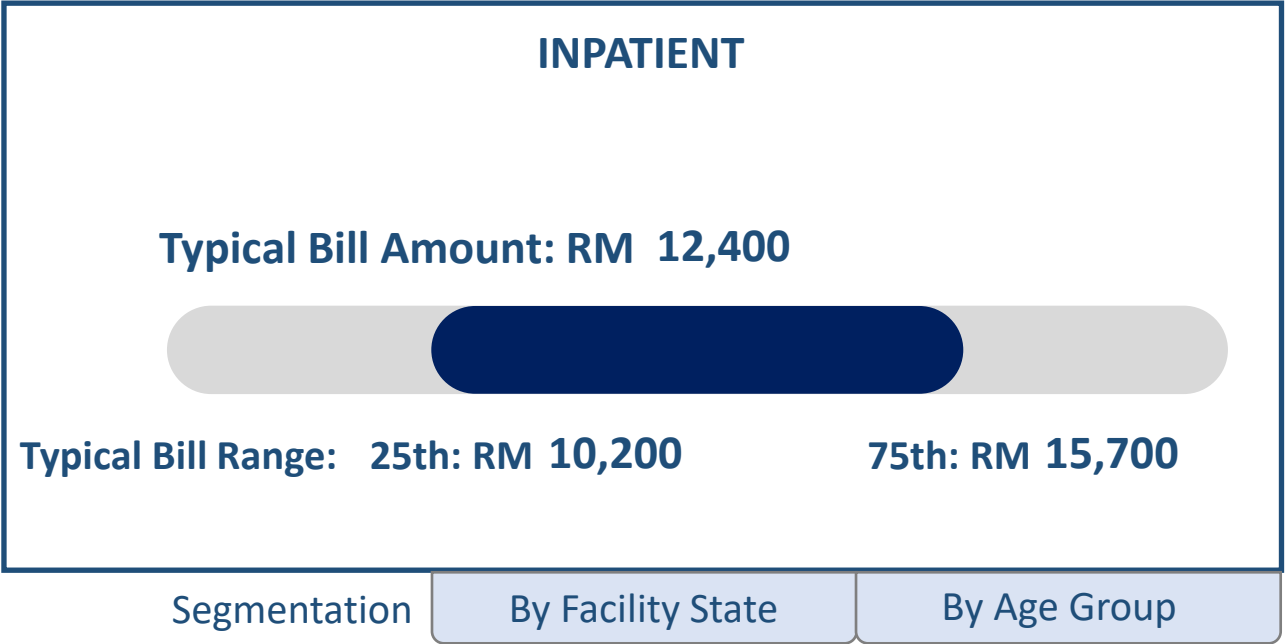 INPATIENT
Typical Bill Amount: RM 12,400
Typical Bill Range: 25th: RM 10,200 75th: RM 15,700
Segmentation By Facility State By Age Group